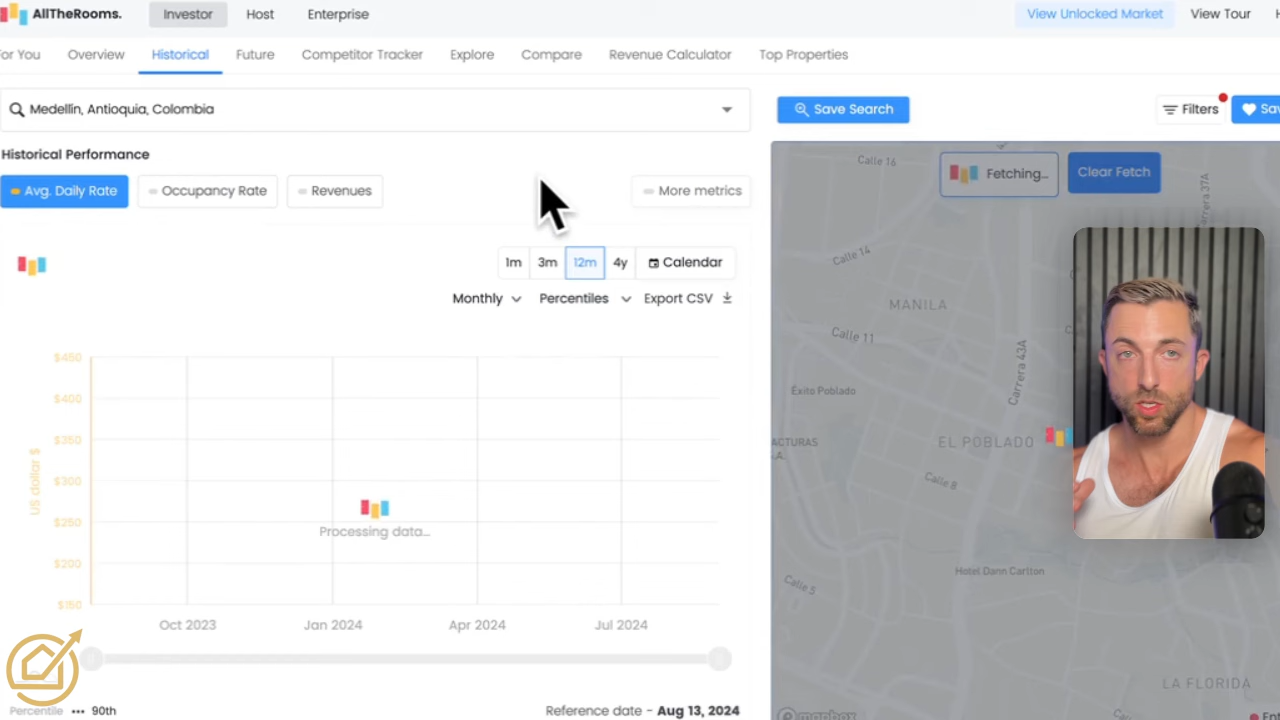 AllTheRooms. Investor Host Enterprise View Unlocked Market View Tour
For You Overview Historical Future Competitor Tracker Explore Compare Revenue Calculator Top Properties
Medellín, Antioquia, Colombia
Save Search
Filters
Historical Performance
Avg. Daily Rate Occupancy Rate Revenues More metrics
1m 3m 12m 4y Calendar
Monthly Percentiles Export CSV
$450
$400
$350
$300
$250
$200
$150
US dollar $
Processing data...
Oct 2023 Jan 2024 Apr 2024 Jul 2024
Percentile 90th
Reference date - Aug 13, 2024
Fetching...
Clear Fetch
Calle 16
Carrera 37A
Calle 14
MANILA
Calle 11
Carrera 43A
Éxito Poblado
EL POBLADO
Calle 8
Hotel Dann Carlton
Calle 5
LA FLORIDA
mapbox